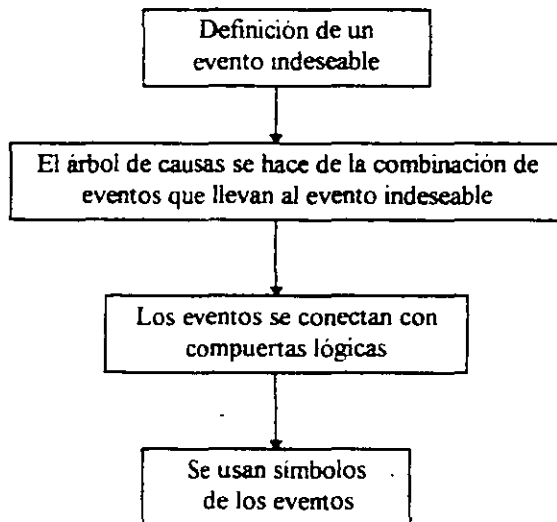 Definición de un
evento indeseable
El árbol de causas se hace de la combinación de
eventos que llevan al evento indeseable
Los eventos se conectan con
compuertas lógicas
Se usan símbolos
de los eventos